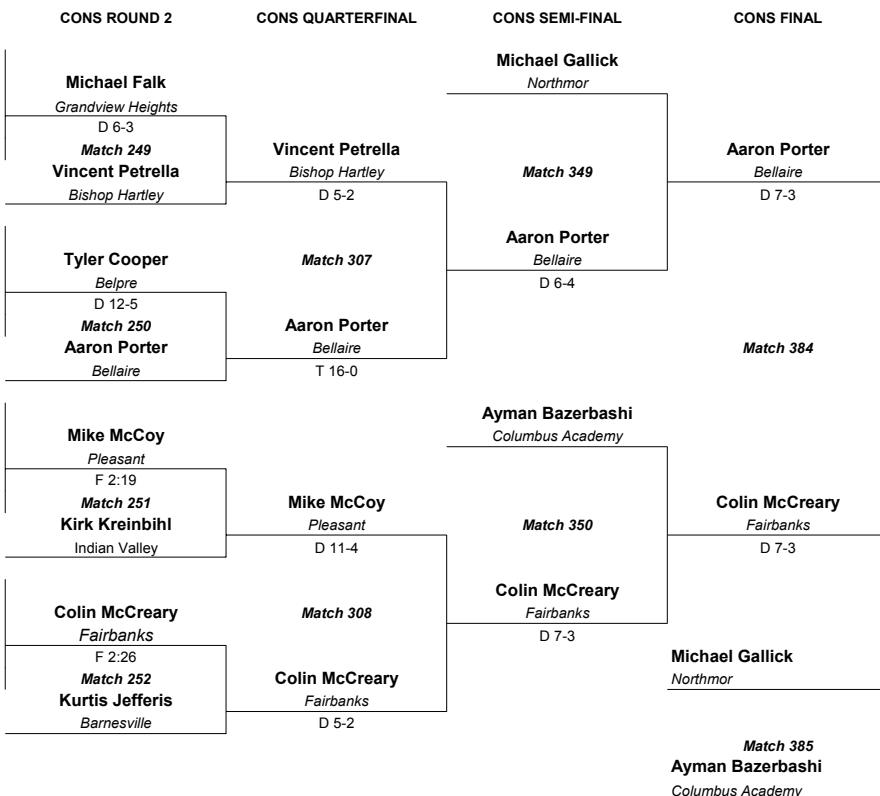 CONS ROUND 2 CONS QUARTERFINAL CONS SEMI-FINAL CONS FINAL
Michael Falk
Grandview Heights
D 6-3
Match 249
Vincent Petrella
Bishop Hartley
Tyler Cooper
Belpre
D 12-5
Match 250
Aaron Porter
Bellaire
Mike McCoy
Pleasant
F 2:19
Match 251
Kirk Kreinbihl
Indian Valley
Colin McCreary
Fairbanks
F 2:26
Match 252
Kurtis Jefferis
Barnesville
Vincent Petrella
Bishop Hartley
D 5-2
Match 307
Aaron Porter
Bellaire
T 16-0
Mike McCoy
Pleasant
D 11-4
Match 308
Colin McCreary
Fairbanks
D 5-2
Michael Gallick
Northmor
Match 349
Aaron Porter
Bellaire
D 6-4
Ayman Bazerbashi
Columbus Academy
Match 350
Colin McCreary
Fairbanks
D 7-3
Aaron Porter
Bellaire
D 7-3
Match 384
Colin McCreary
Fairbanks
D 7-3
Michael Gallick
Northmor
Match 385
Ayman Bazerbashi
Columbus Academy